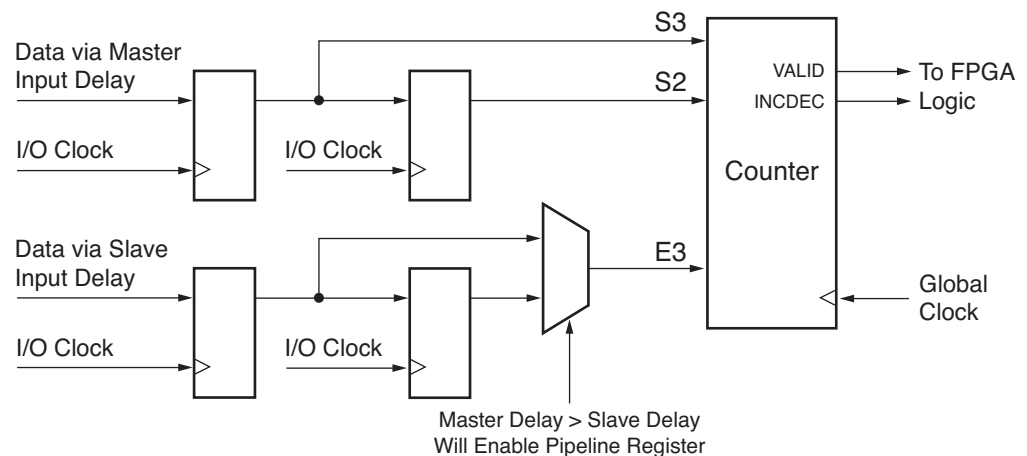 S3
Data via Master
Input Delay
S2
I/O Clock
I/O Clock
VALID
INCDEC
To FPGA
Logic
Counter
Data via Slave
Input Delay
E3
I/O Clock
I/O Clock
Global
Clock
Master Delay > Slave Delay
Will Enable Pipeline Register